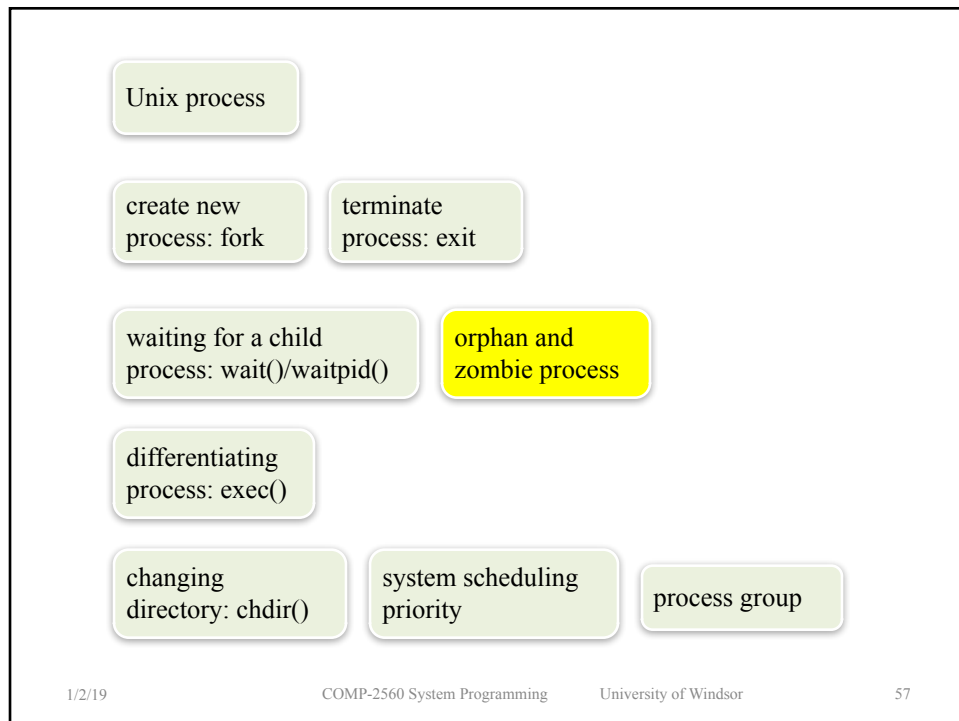 Unix process
create new
process: fork
terminate
process: exit
waiting for a child
process: wait()/waitpid()
orphan and
zombie process
differentiating
process: exec()
changing
directory: chdir()
system scheduling
priority
process group
1/2/19 COMP-2560 System Programming University of Windsor 57